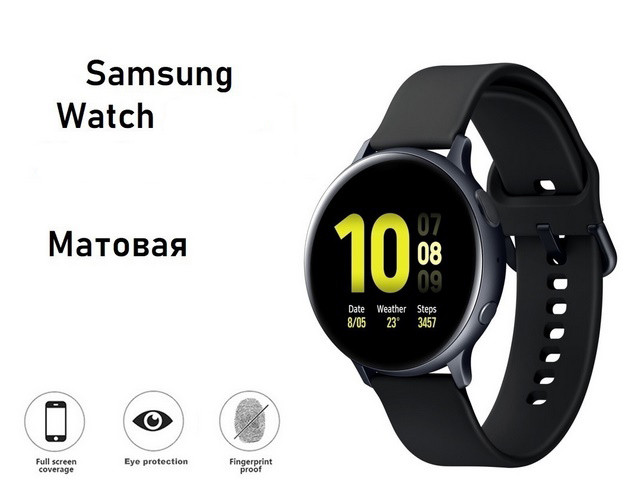 Samsung
Watch
Матовая
07
10 08
09
Date Weather Steps
8/05 23° 3457
Full screen
coverage
Eye protection
Fingerprint
proof